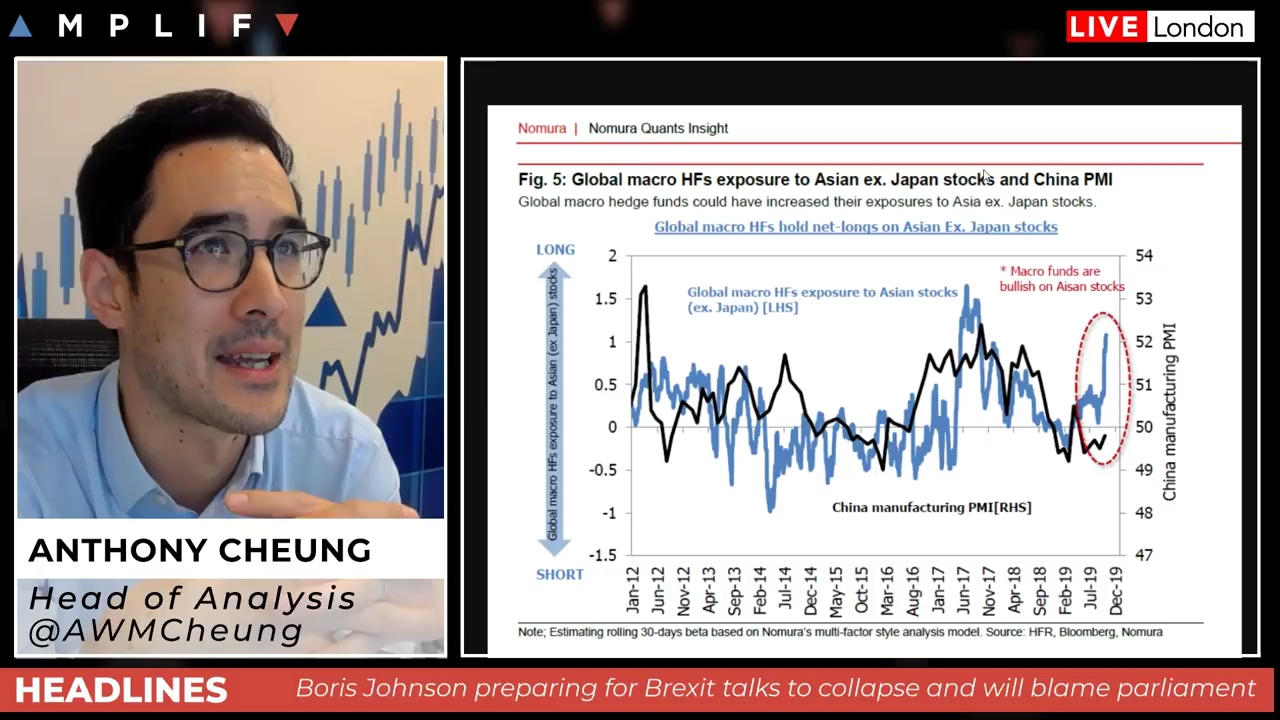 MPLIF
LIVE London
Nomura | Nomura Quants Insight
Fig. 5: Global macro HFs exposure to Asian ex. Japan stocks and China PMI
Global macro hedge funds could have increased their exposures to Asia ex. Japan stocks.
Global macro HFs hold net-longs on Asian Ex. Japan stocks
LONG
Global macro HFs exposure to Asian (ex Japan) stocks
SHORT
2
1.5
1
0.5
0
-0.5
-1
-1.5
Global macro HFs exposure to Asian stocks
(ex. Japan) [LHS]
* Macro funds are
bullish on Aisan stocks
China manufacturing PMI[RHS]
54
53
52
51
50
49
48
47
China manufacturing PMI
Jan-12
Jun-12
Nov-12
Apr-13
Sep-13
Feb-14
Jul-14
Dec-14
May-15
Oct-15
Mar-16
Aug-16
Jan-17
Jun-17
Nov-17
Apr-18
Sep-18
Feb-19
Jul-19
Dec-19
Note; Estimating rolling 30-days beta based on Nomura's multi-factor style analysis model. Source: HFR, Bloomberg, Nomura
ANTHONY CHEUNG
Head of Analysis
@AWMCheung
HEADLINES Boris Johnson preparing for Brexit talks to collapse and will blame parliament